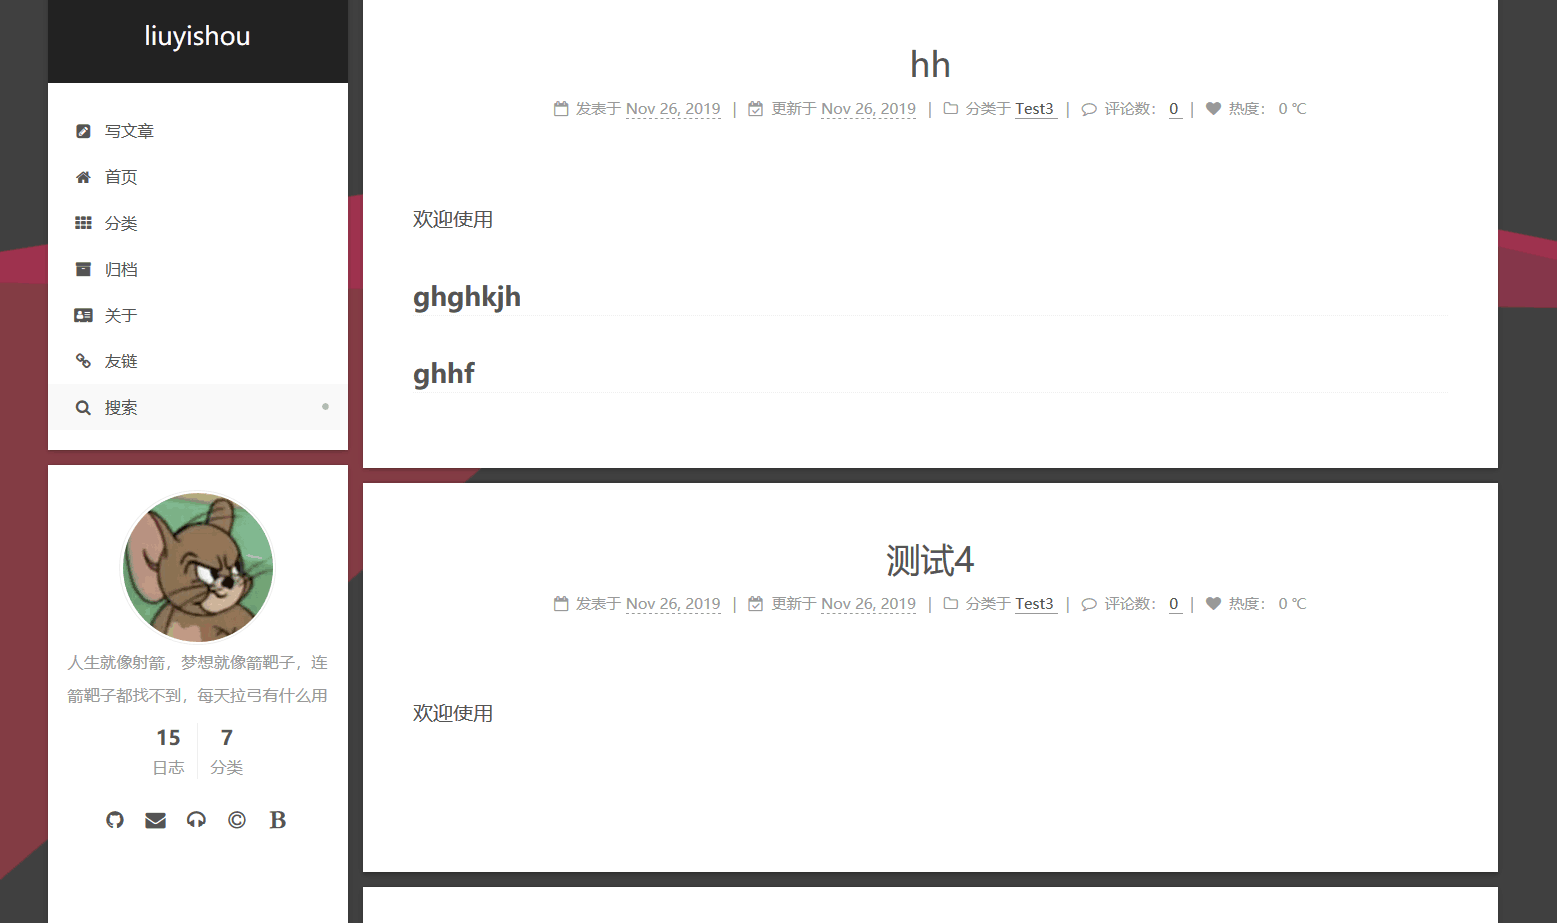 liuyishou
写文章
首页
分类
归档
关于
友链
搜索
人生就像射箭，梦想就像箭靶子，连
箭靶子都找不到，每天拉弓有什么用
15 7
日志 分类
B
hh
发表于 Nov 26, 2019 | 更新于 Nov 26, 2019 | 分类于 Test3 | 评论数： 0 | 热度： 0 ℃
欢迎使用
ghghkjh
ghhf
测试4
发表于 Nov 26, 2019 | 更新于 Nov 26, 2019 | 分类于 Test3 | 评论数： 0 | 热度： 0 ℃
欢迎使用